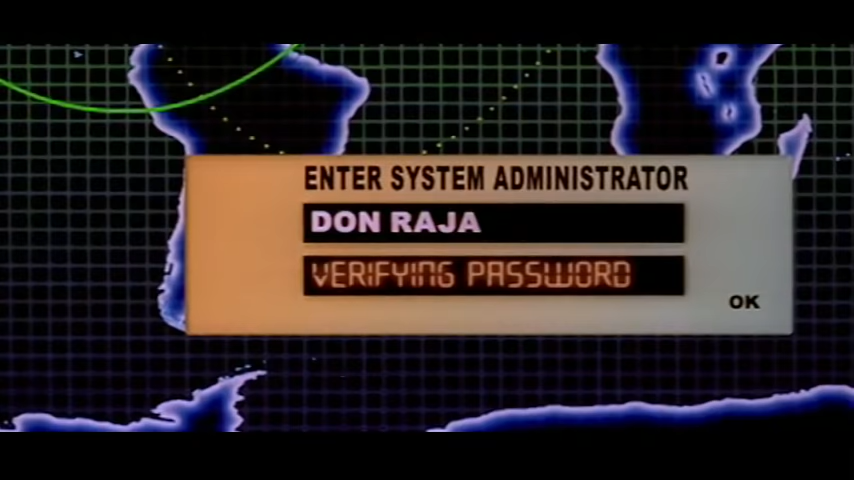 ENTER SYSTEM ADMINISTRATOR
DON RAJA
VERIFYING PASSWORD
OK